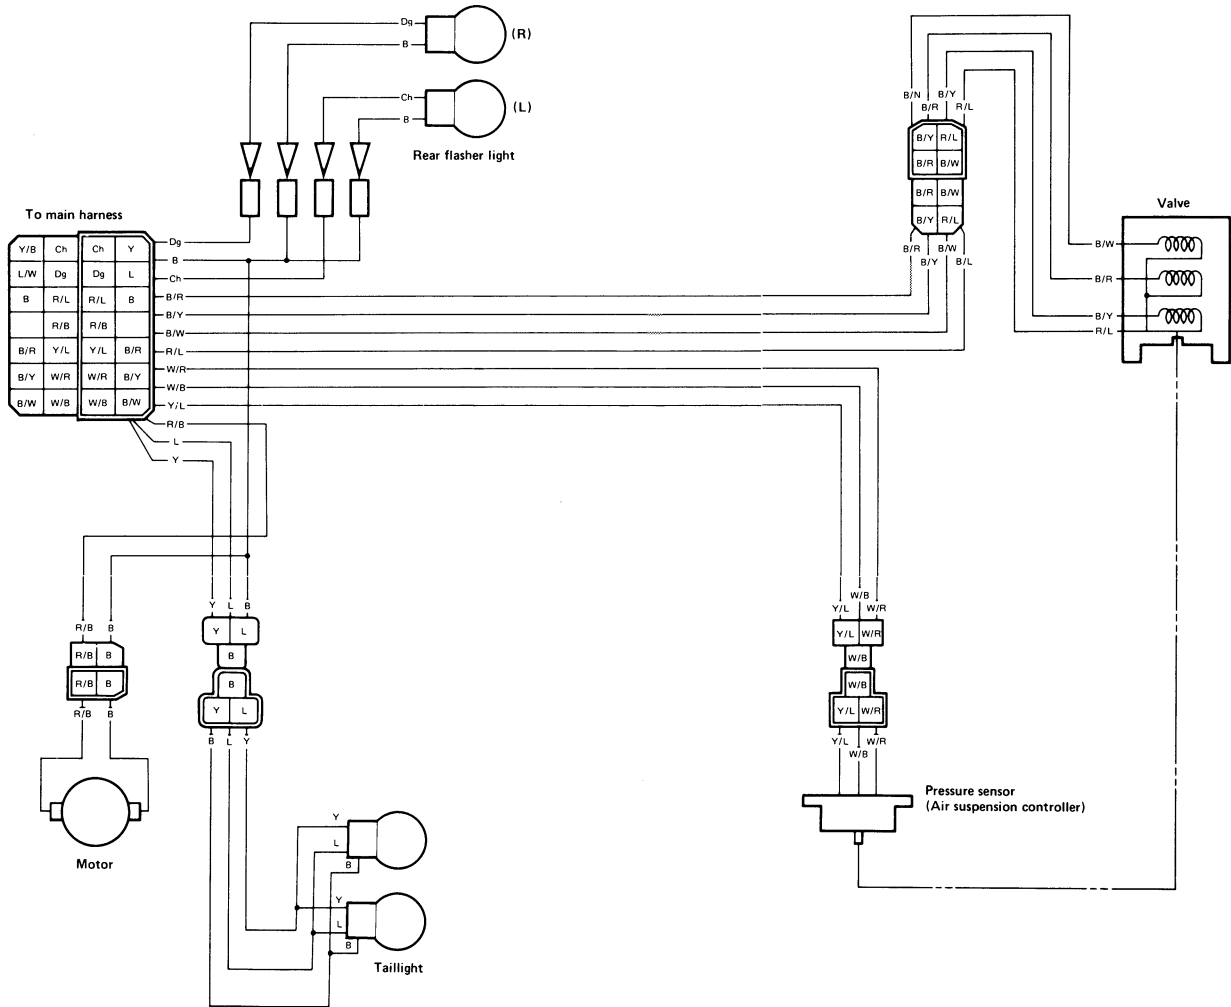 Dg
B
(R)
Ch
B
(L)
Rear flasher light
B/N
B/R
B/Y
R/L
B/Y R/L
B/R B/W
B/R B/W
B/Y R/L
B/R
B/Y
B/W
B/L
Valve
B/W
B/R
B/Y
R/L
To main harness
Y/B Ch Ch Y
L/W Dg Dg L
B R/L R/L B
R/B R/B
B/R Y/L Y/L B/R
B/Y W/R W/R B/Y
B/W W/B W/B B/W
Dg
B
Ch
B/R
B/Y
B/W
R/L
W/R
W/B
Y/L
R/B
L
Y
R/B B
R/B B
R/B B
R/B B
Motor
Y L B
Y L
B
B
Y L
B L Y
Y
L
B
Y
L
B
Taillight
Y/L
W/B
W/R
Y/L W/R
W/B
W/B
Y/L W/R
Y/L
W/B
W/R
Pressure sensor
(Air suspension controller)